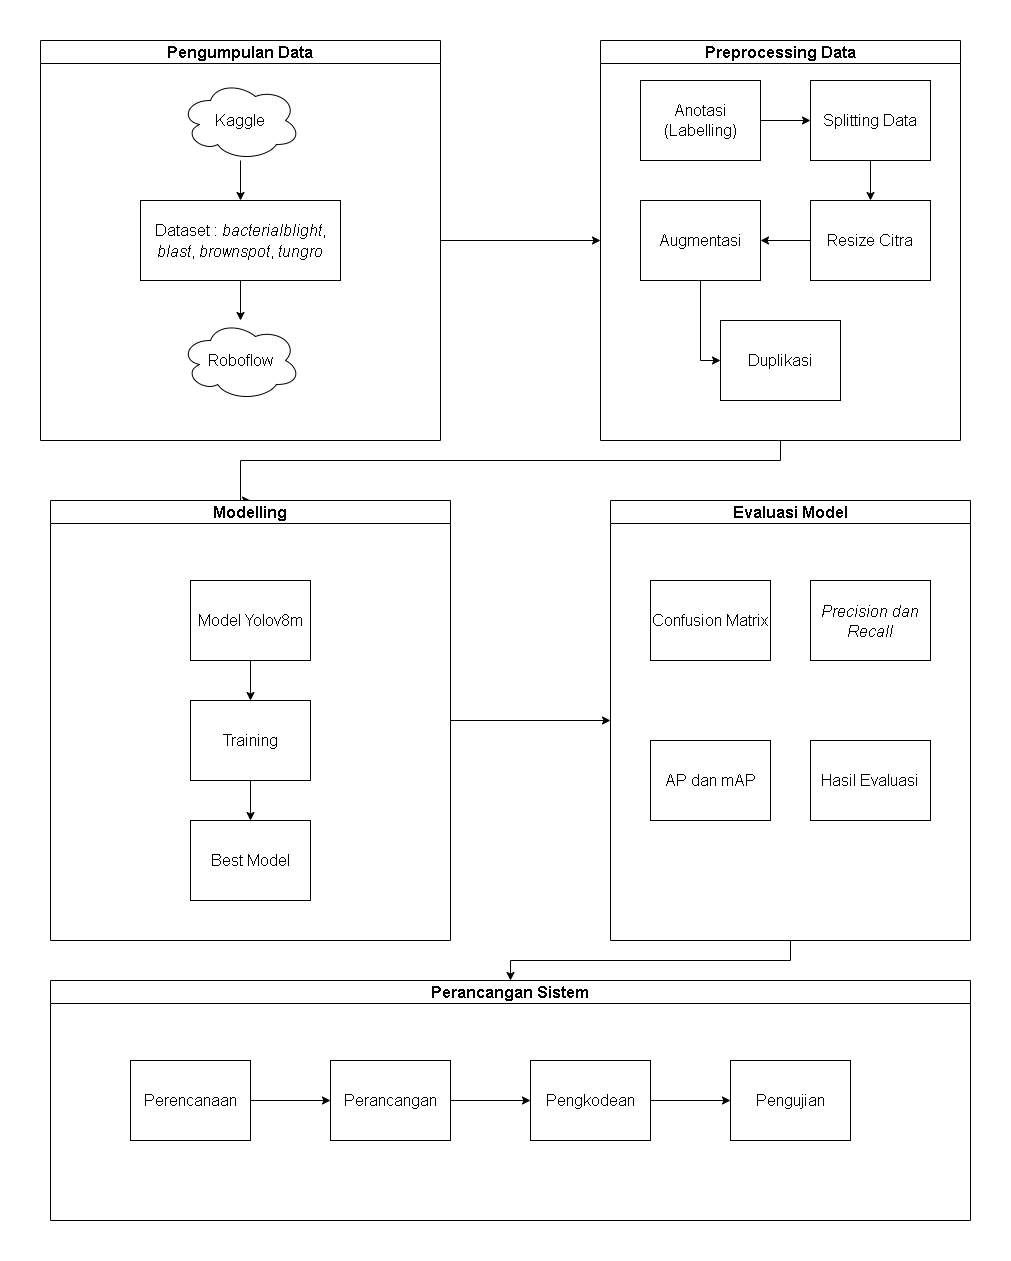 Pengumpulan Data
Kaggle
Dataset : bacterialblight,
blast, brownspot, tungro
Roboflow
Preprocessing Data
Anotasi
(Labelling)
Splitting Data
Resize Citra
Augmentasi
Duplikasi
Modelling
Model Yolov8m
Training
Best Model
Evaluasi Model
Confusion Matrix
Precision dan
Recall
AP dan mAP
Hasil Evaluasi
Perancangan Sistem
Perencanaan
Perancangan
Pengkodean
Pengujian